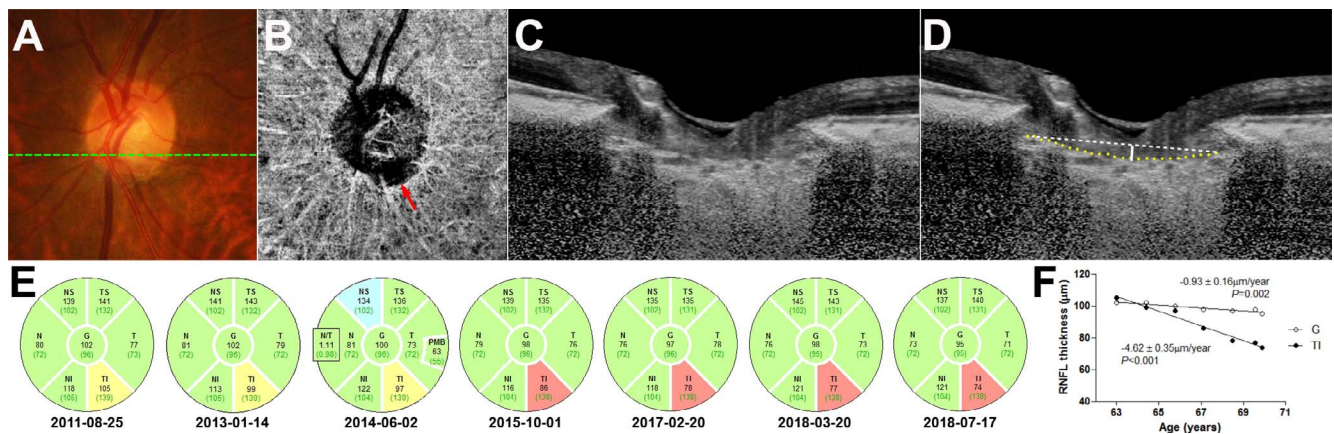 A
B
C
D
E
NS
139
(102)
TS
141
(132)
N
80
(72)
G
102
(96)
T
77
(73)
NI
118
(105)
TI
105
(139)
2011-08-25
NS
141
(102)
TS
143
(132)
N
81
(72)
G
102
(96)
T
79
(72)
NI
113
(105)
TI
99
(139)
2013-01-14
NS
134
(102)
TS
136
(132)
N/T
1.11
(0.98)
N
81
(72)
G
100
(96)
T
73
(72)
PMB
63
(55)
NI
122
(104)
TI
97
(139)
2014-06-02
NS
139
(102)
TS
135
(132)
N
79
(72)
G
98
(96)
T
76
(72)
NI
116
(104)
TI
86
(138)
2015-10-01
NS
135
(102)
TS
135
(131)
N
76
(72)
G
97
(96)
T
78
(72)
NI
118
(104)
TI
78
(138)
2017-02-20
NS
145
(102)
TS
143
(131)
N
76
(72)
G
98
(95)
T
76
(72)
NI
121
(104)
TI
77
(138)
2018-03-20
NS
137
(102)
TS
140
(131)
N
73
(72)
G
95
(95)
T
71
(72)
NI
121
(104)
TI
74
(138)
2018-07-17
F
RNFL thickness (μm)
120
100
80
60
40
-0.93 ± 0.16μm/year
P=0.002
-4.62 ± 0.35μm/year
P<0.001
G
TI
63 65 67 69 71
Age (years)